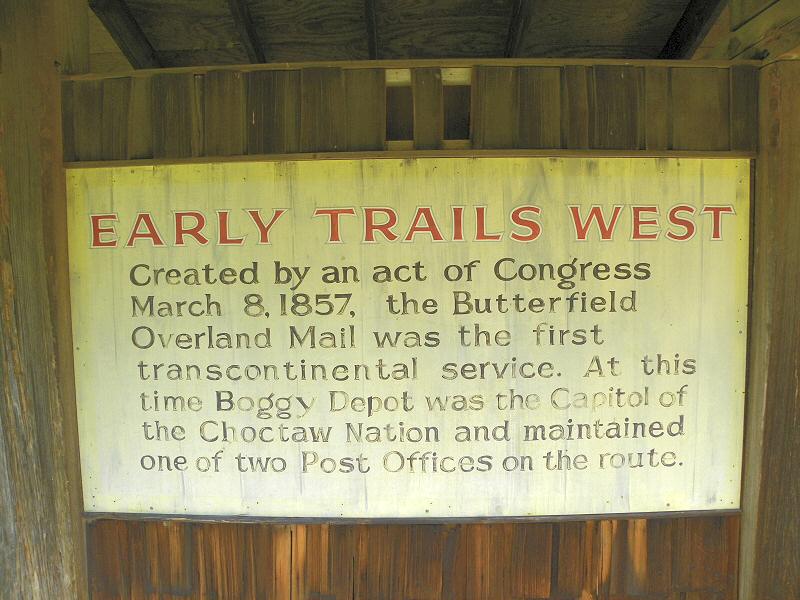 EARLY TRAILS WEST
Created by an act of Congress
March 8, 1857, the Butterfield
Overland Mail was the first
transcontinental service. At this
time Boggy Depot was the Capitol of
the Choctaw Nation and maintained
one of two Post Offices on the route.